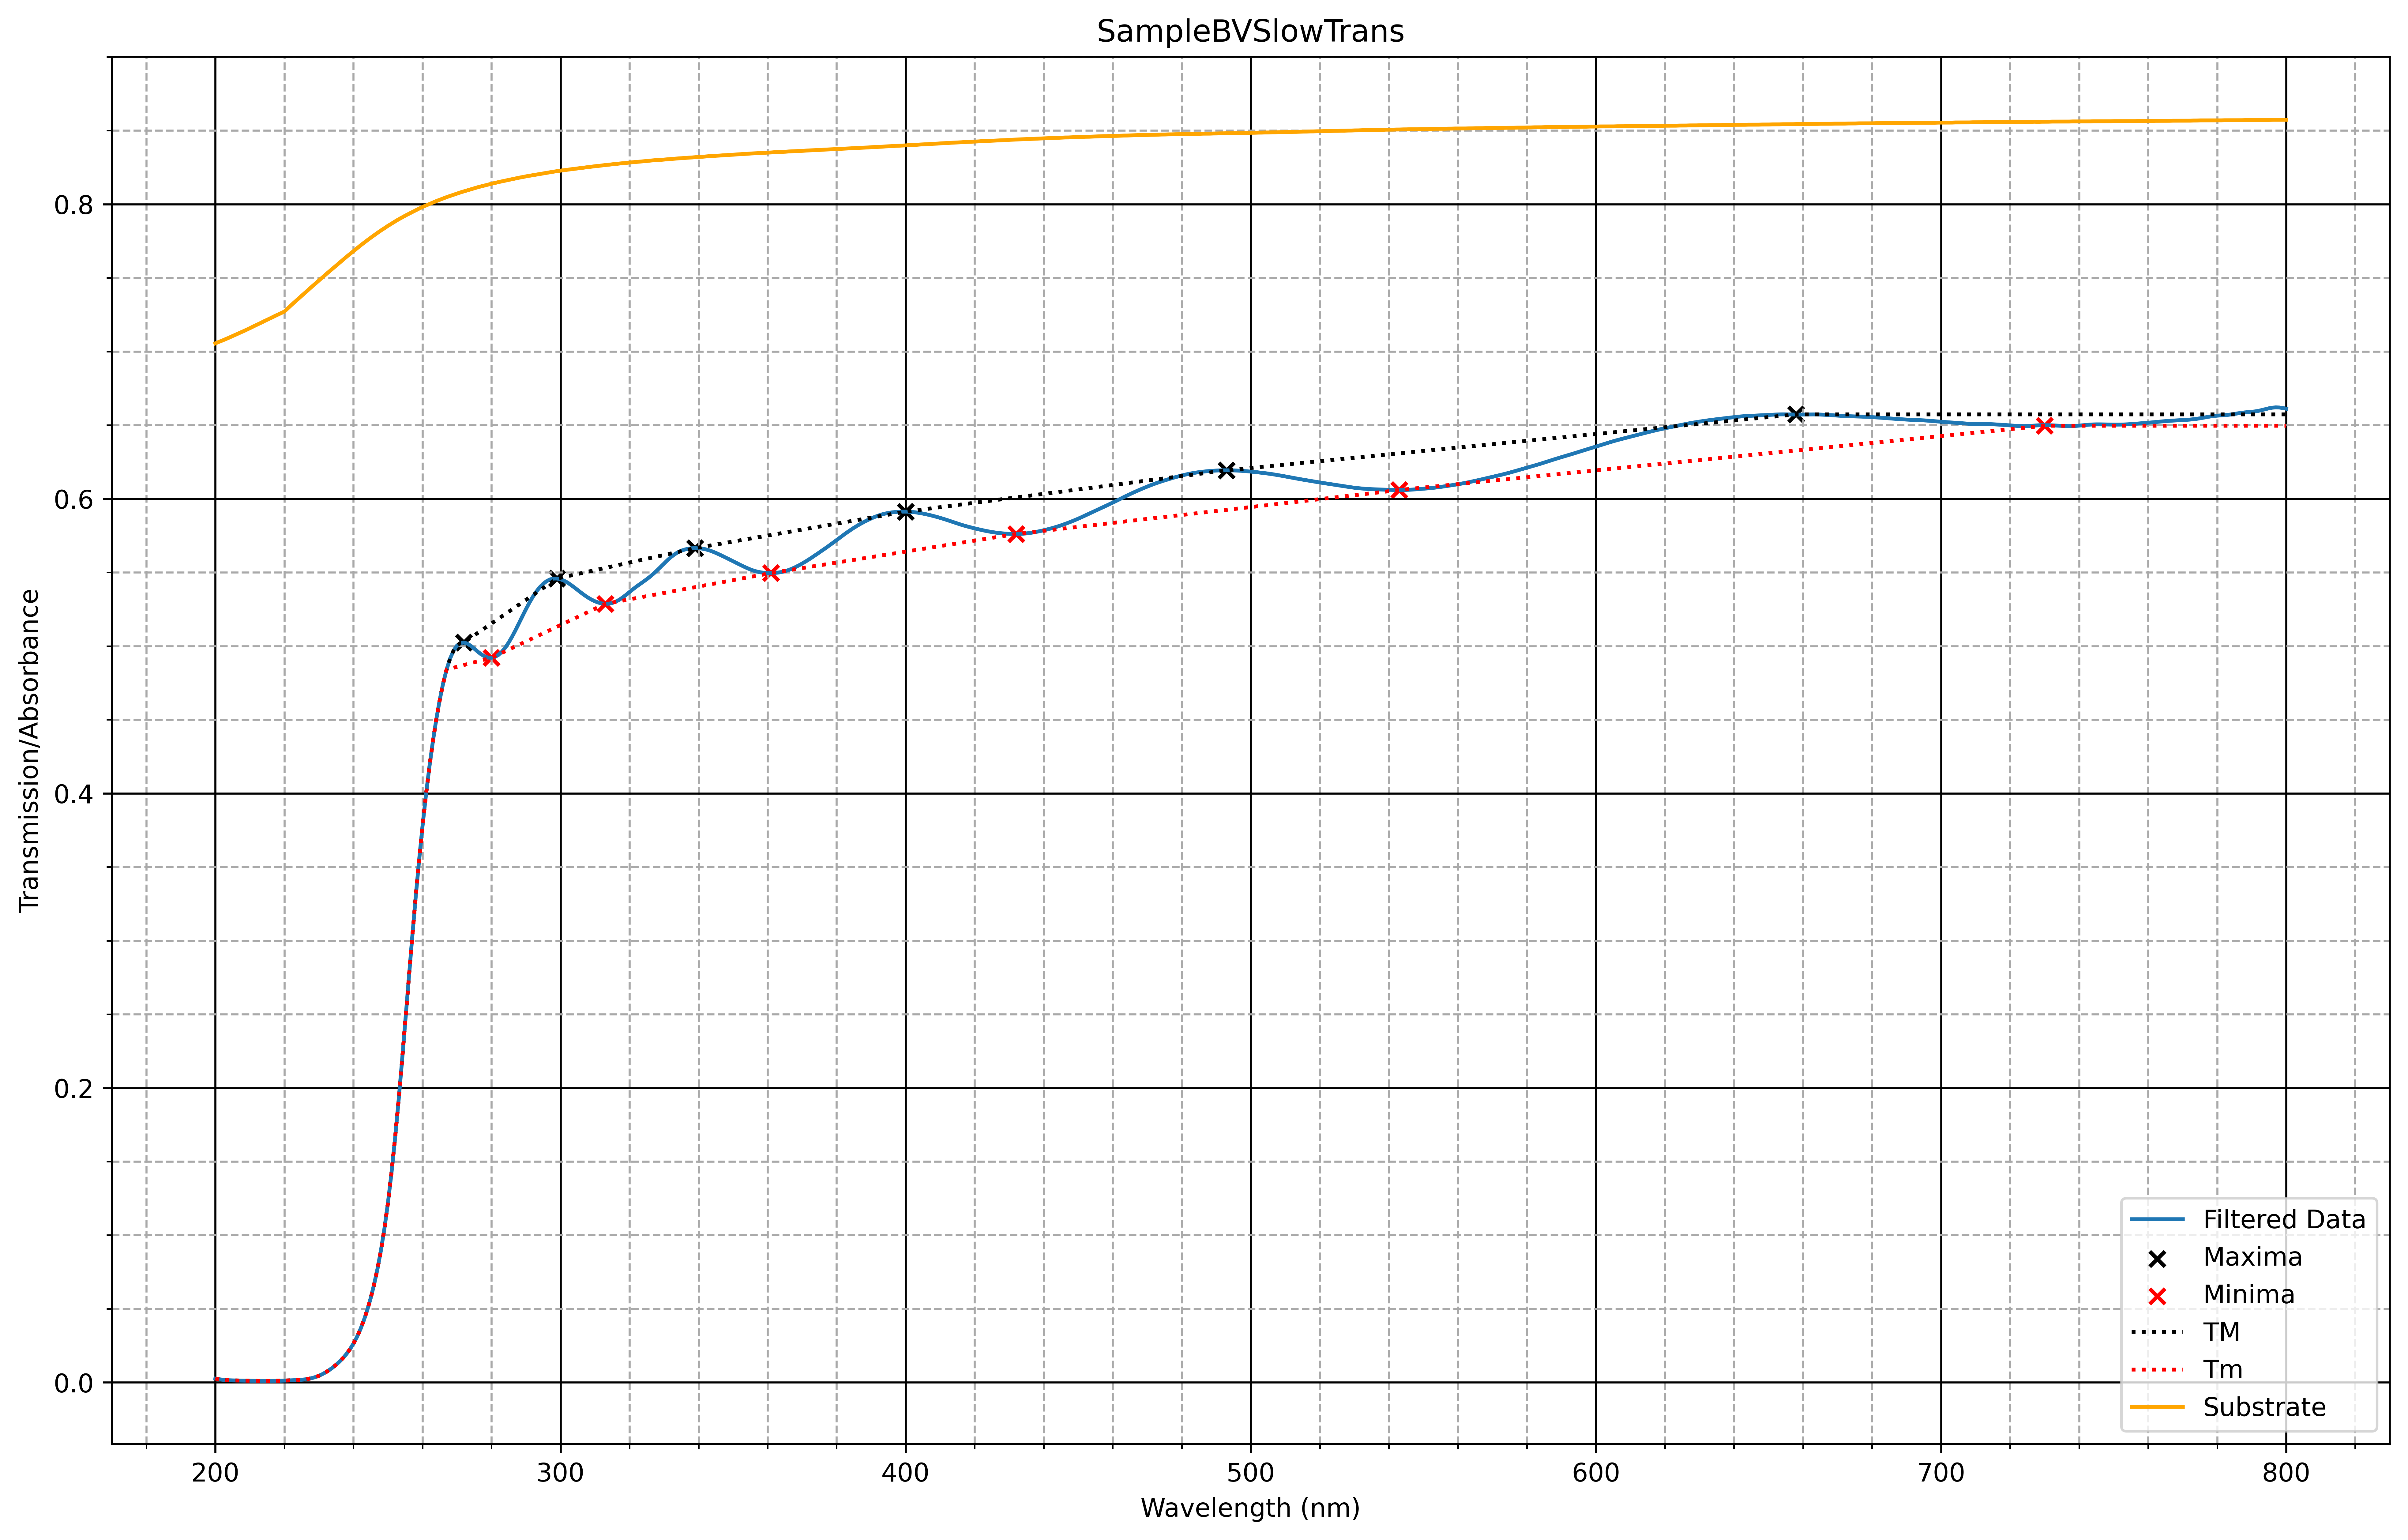 SampleBVSlowTrans
Transmission/Absorbance
0.8
0.6
0.4
0.2
0.0
200 300 400 500 600 700 800
Wavelength (nm)
Filtered Data
Maxima
Minima
TM
Tm
Substrate